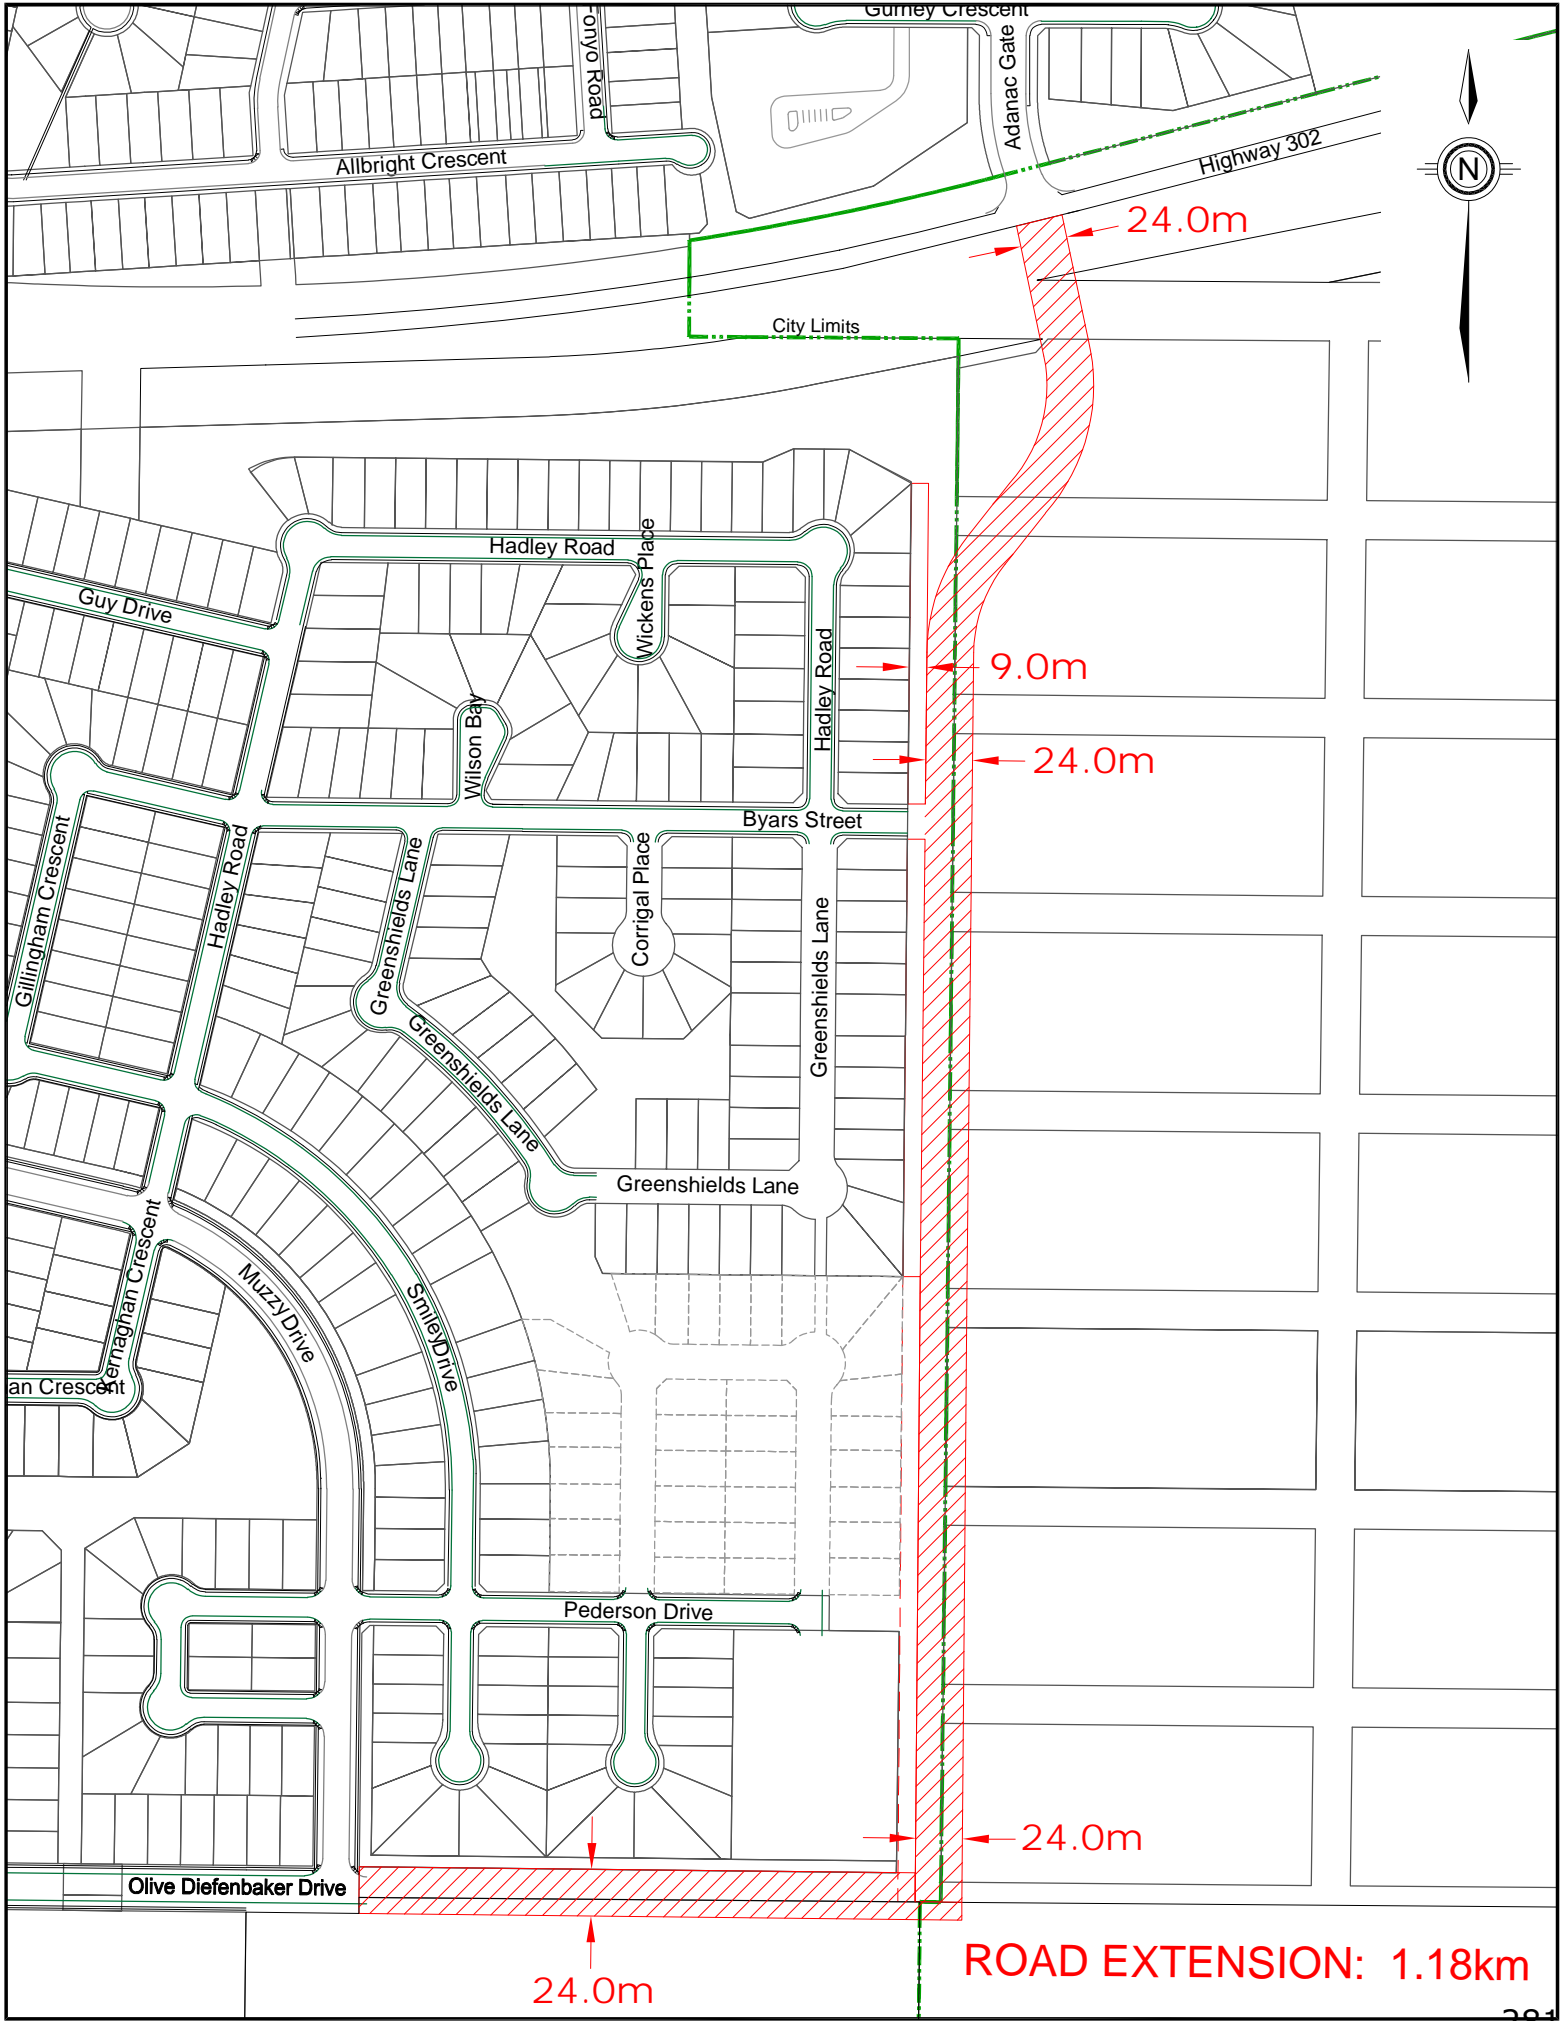 Gurney Crescent
onyo Road
Adanac Gate
Allbright Crescent
Highway 302
N
24.0m
City Limits
Hadley Road
Wickens Place
Guy Drive
Hadley Road
9.0m
Wilson Bay
24.0m
Byars Street
Gillingham Crescent
Hadley Road
Greenshields Lane
Corrigal Place
Greenshields Lane
Greenshields Lane
Greenshields Lane
Kernaghan Crescent
Muzzy Drive
Smiley Drive
an Crescent
Pederson Drive
24.0m
Olive Diefenbaker Drive
24.0m
ROAD EXTENSION: 1.18km